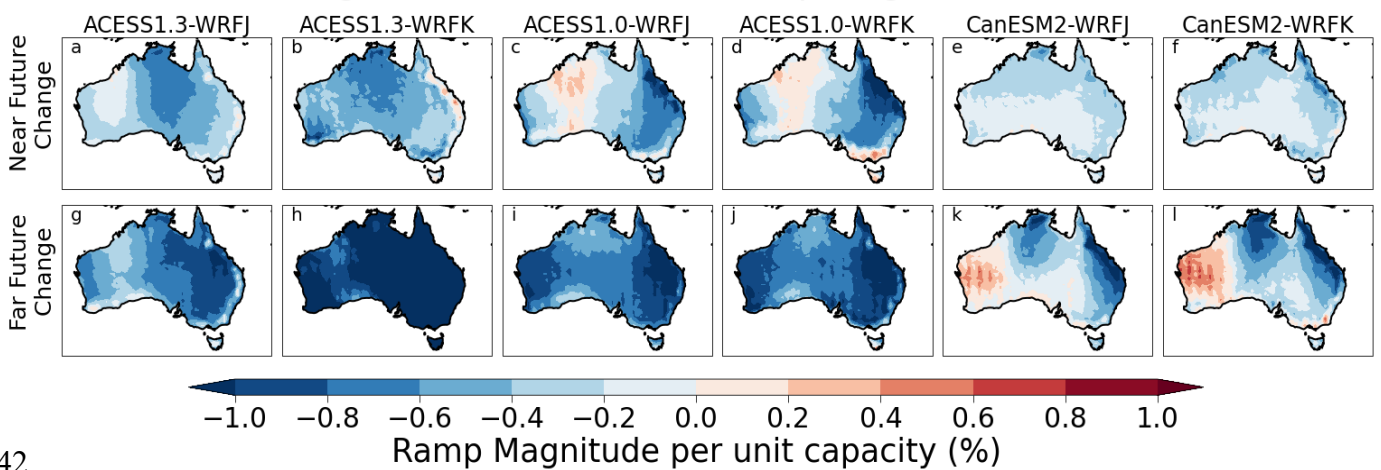 ACESS1.3-WRFJ ACESS1.3-WRFK ACESS1.0-WRFJ ACESS1.0-WRFK CanESM2-WRFJ CanESM2-WRFK
Near Future
Change
a b c d e f
Far Future
Change
g h i j k l
−1.0 −0.8 −0.6 −0.4 −0.2 0.0 0.2 0.4 0.6 0.8 1.0
Ramp Magnitude per unit capacity (%)
42